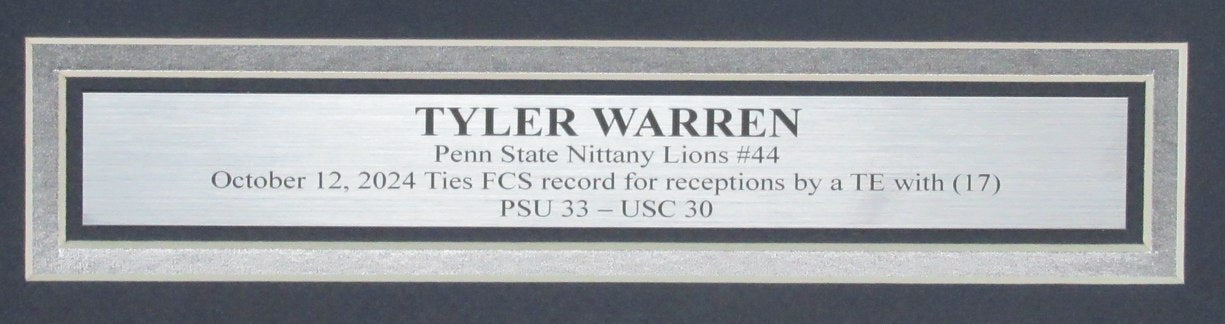 TYLER WARREN
Penn State Nittany Lions #44
October 12, 2024 Ties FCS record for receptions by a TE with (17)
PSU 33 – USC 30